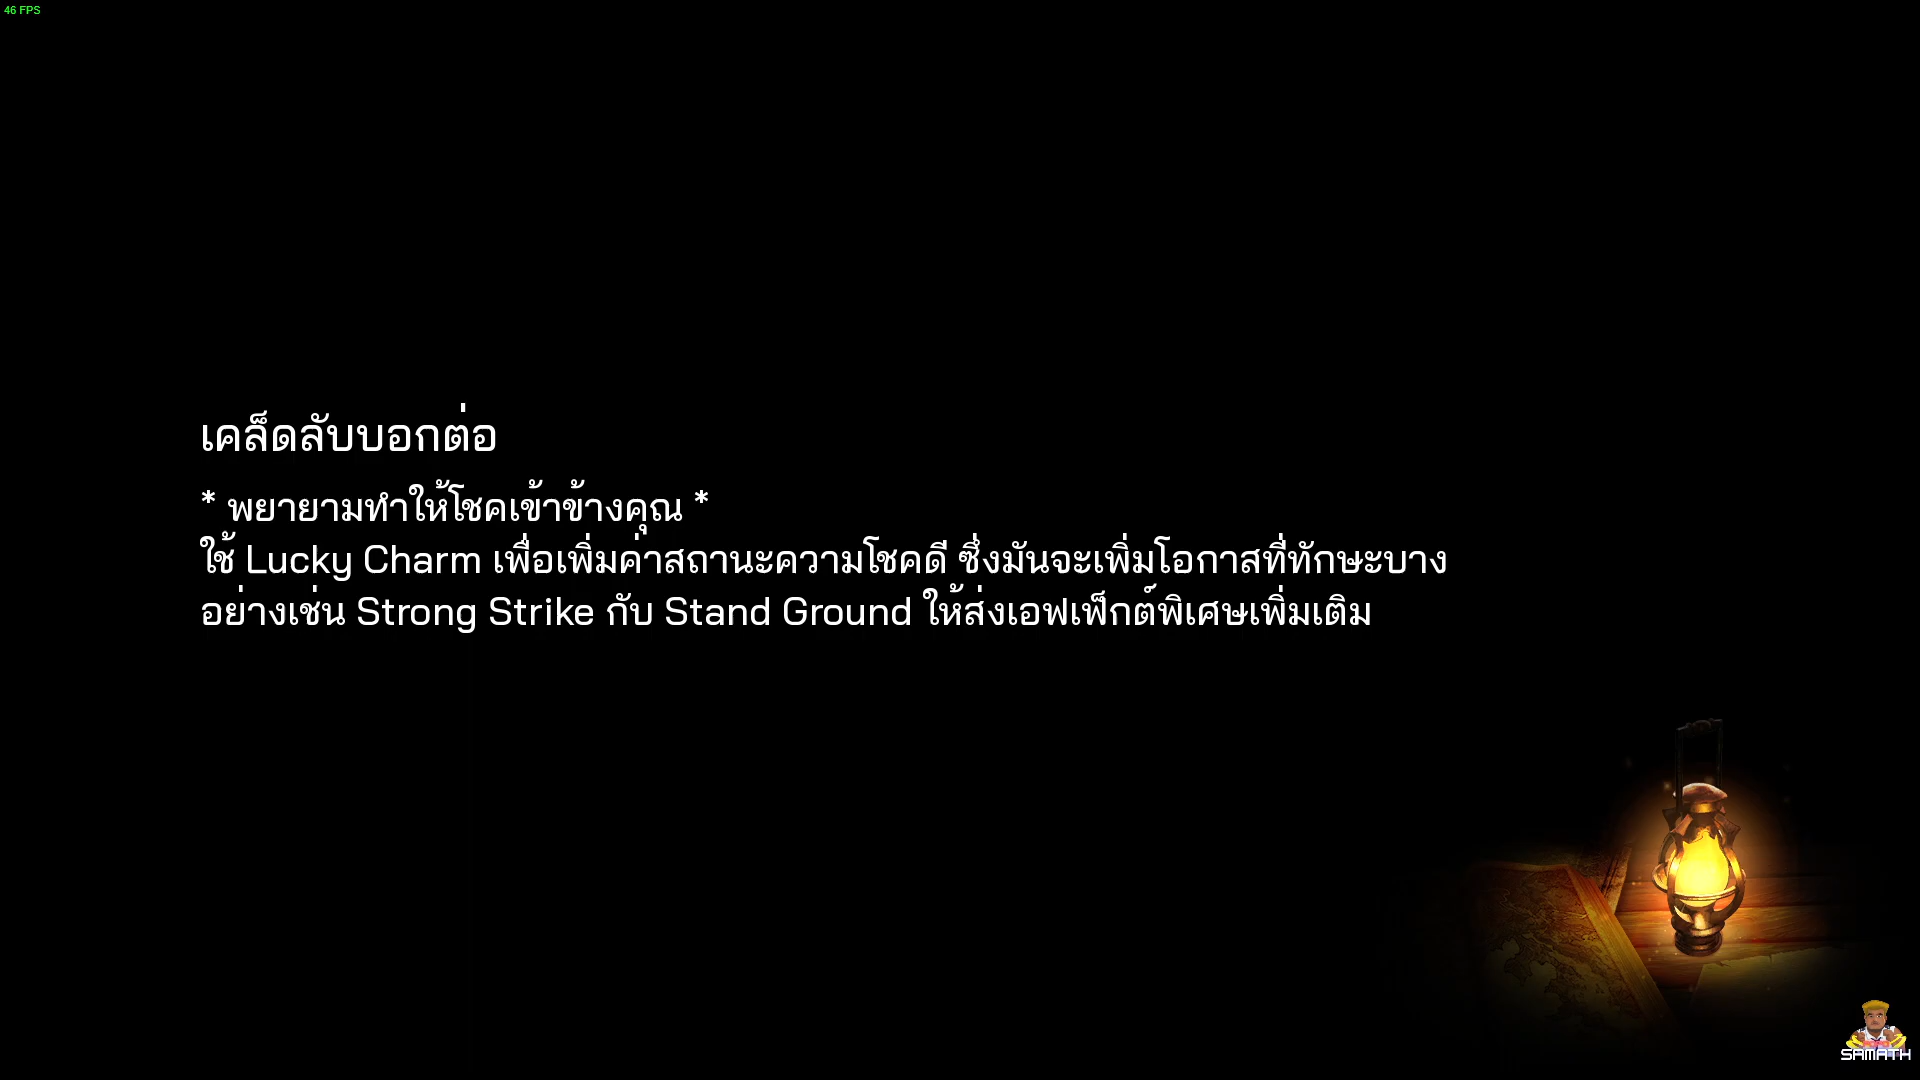 46 FPS
เคล็ดลับบอกต่อ
* พยายามทำให้โชคเข้าข้างคุณ *
ใช้ Lucky Charm เพื่อเพิ่มค่าสถานะความโชคดี ซึ่งมันจะเพิ่มโอกาสที่ทักษะบาง
อย่างเช่น Strong Strike กับ Stand Ground ให้ส่งเอฟเฟ็กต์พิเศษเพิ่มเติม
SAMATH